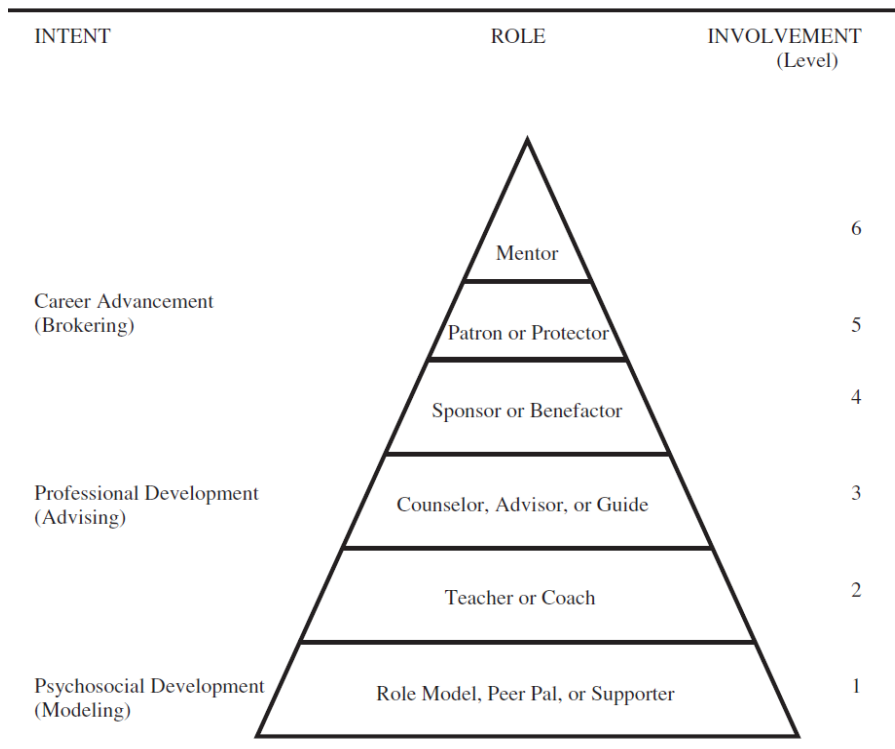 INTENT ROLE INVOLVEMENT
(Level)
6
Mentor
Career Advancement
(Brokering)
5
Patron or Protector
4
Sponsor or Benefactor
Professional Development
(Advising)
3
Counselor, Advisor, or Guide
2
Teacher or Coach
Psychosocial Development
(Modeling)
1
Role Model, Peer Pal, or Supporter